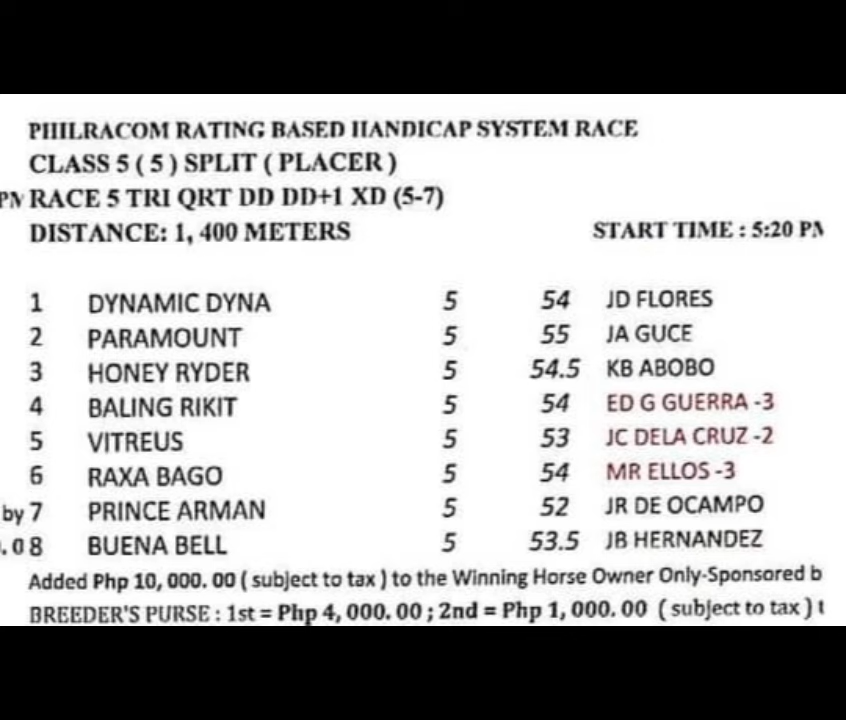 PHILRACOM RATING BASED HANDICAP SYSTEM RACE
CLASS 5 ( 5 ) SPLIT ( PLACER )
PM RACE 5 TRI QRT DD DD+1 XD (5-7)
DISTANCE: 1, 400 METERS START TIME : 5:20 PM
1 DYNAMIC DYNA 5 54 JD FLORES
2 PARAMOUNT 5 55 JA GUCE
3 HONEY RYDER 5 54.5 KB ABOBO
4 BALING RIKIT 5 54 ED G GUERRA -3
5 VITREUS 5 53 JC DELA CRUZ -2
6 RAXA BAGO 5 54 MR ELLOS -3
by 7 PRINCE ARMAN 5 52 JR DE OCAMPO
. 0 8 BUENA BELL 5 53.5 JB HERNANDEZ
Added Php 10, 000. 00 ( subject to tax ) to the Winning Horse Owner Only-Sponsored b
BREEDER'S PURSE : 1st = Php 4, 000. 00 ; 2nd = Php 1, 000. 00 ( subject to tax ) t